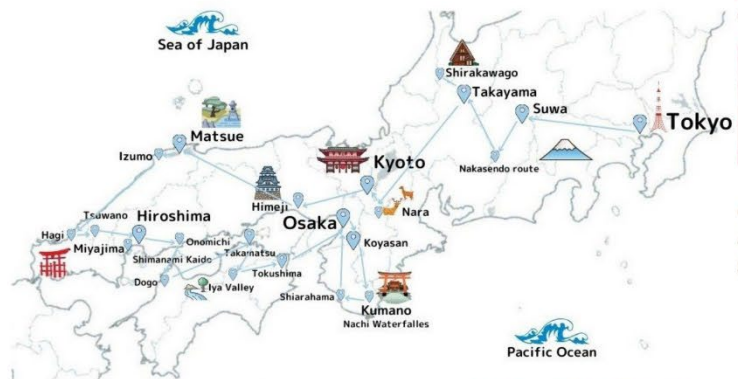 Sea of Japan
Shirakawago
Takayama
Suwa
Tokyo
Matsue
Izumo
Nakasendo route
Kyoto
Himeji
Nara
Tsuwano
Hiroshima
Osaka
Hagi
Miyajima
Onomichi
Koyasan
Shimanami Kaido
Takamatsu
Tokushima
Dogo
Iya Valley
Shiarahama
Kumano
Nachi Waterfalles
Pacific Ocean